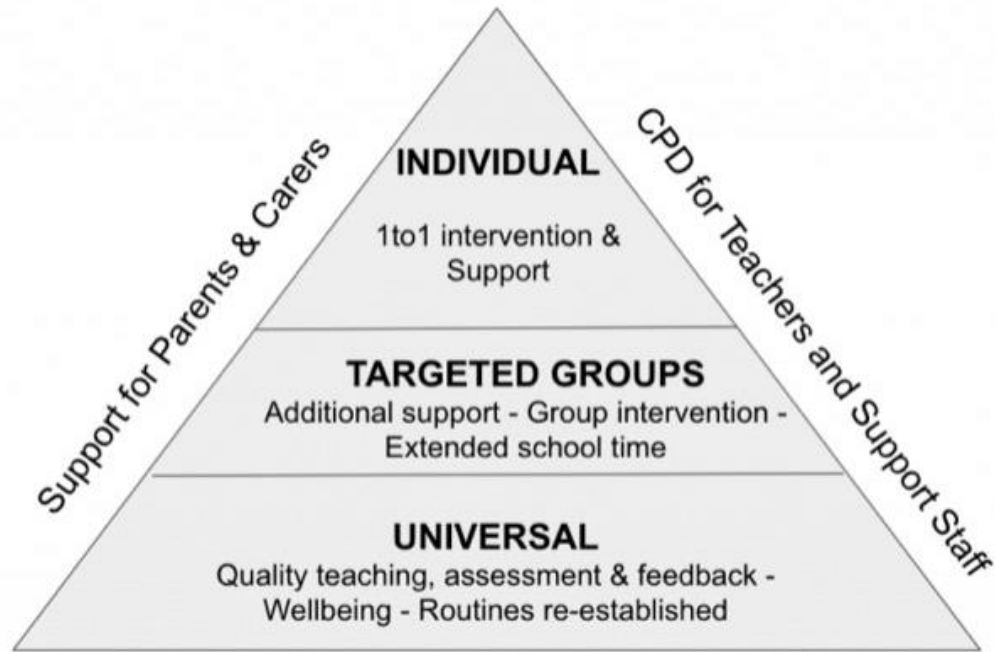 Support for Parents & Carers
CPD for Teachers and Support Staff
INDIVIDUAL
1to1 intervention &
Support
TARGETED GROUPS
Additional support - Group intervention -
Extended school time
UNIVERSAL
Quality teaching, assessment & feedback -
Wellbeing - Routines re-established